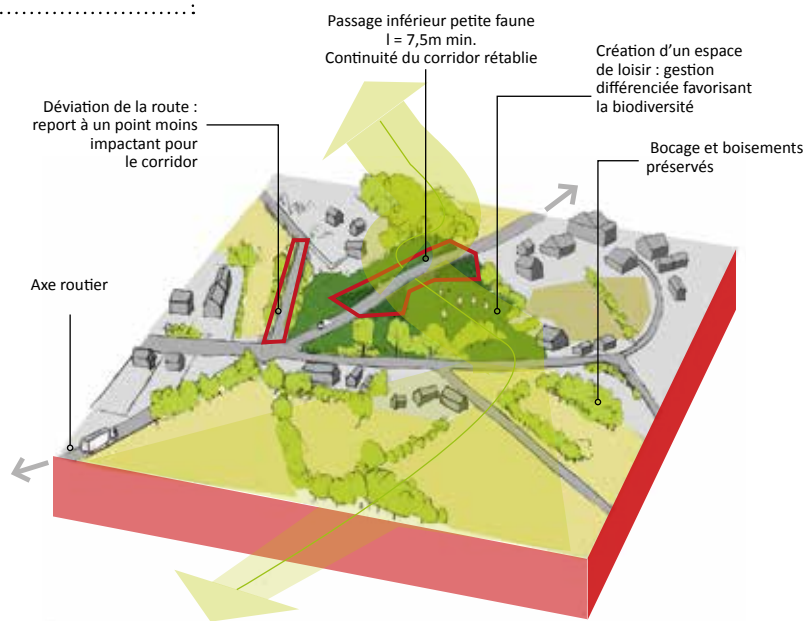 ..........................:
Passage inférieur petite faune
l = 7,5m min.
Continuité du corridor rétablie
Création d'un espace
de loisir : gestion
différenciée favorisant
la biodiversité
Déviation de la route :
report à un point moins
impactant pour
le corridor
Bocage et boisements
préservés
Axe routier